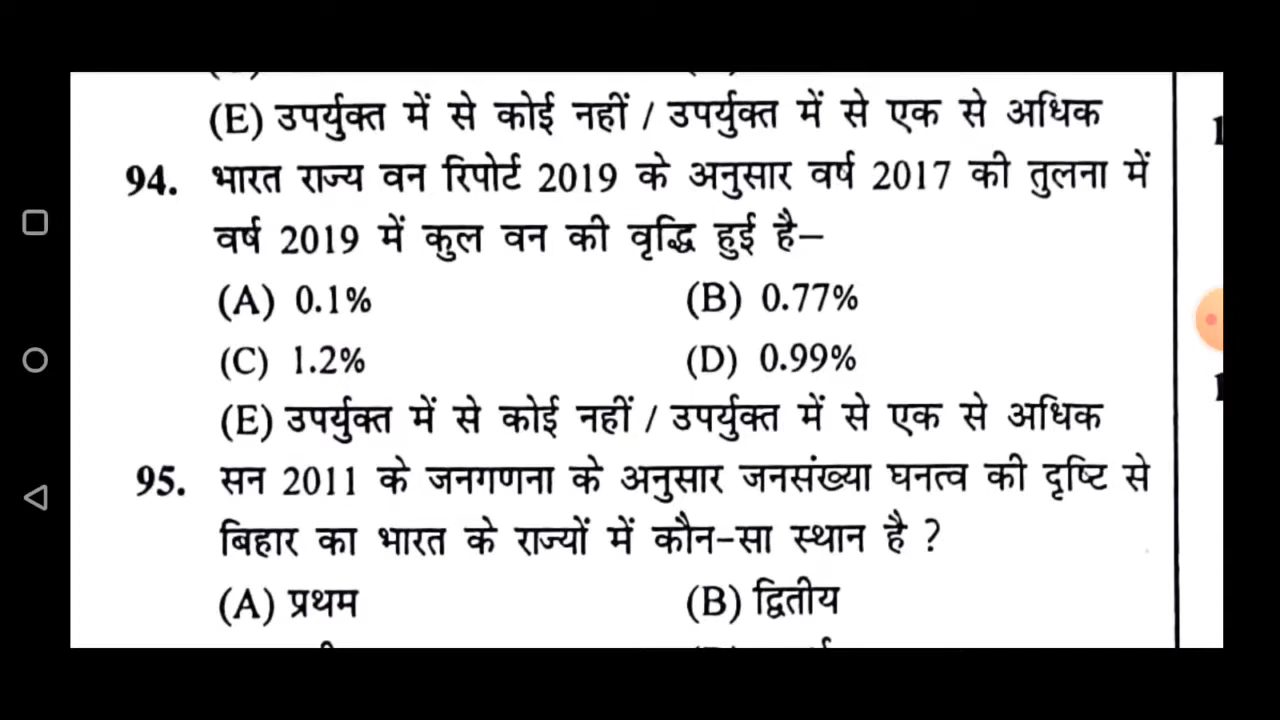 (E) उपर्युक्त में से कोई नहीं / उपर्युक्त में से एक से अधिक
94. भारत राज्य वन रिपोर्ट 2019 के अनुसार वर्ष 2017 की तुलना में
वर्ष 2019 में कुल वन की वृद्धि हुई है–
(A) 0.1% (B) 0.77%
(C) 1.2% (D) 0.99%
(E) उपर्युक्त में से कोई नहीं / उपर्युक्त में से एक से अधिक
95. सन 2011 के जनगणना के अनुसार जनसंख्या घनत्व की दृष्टि से
बिहार का भारत के राज्यों में कौन-सा स्थान है ?
(A) प्रथम (B) द्वितीय